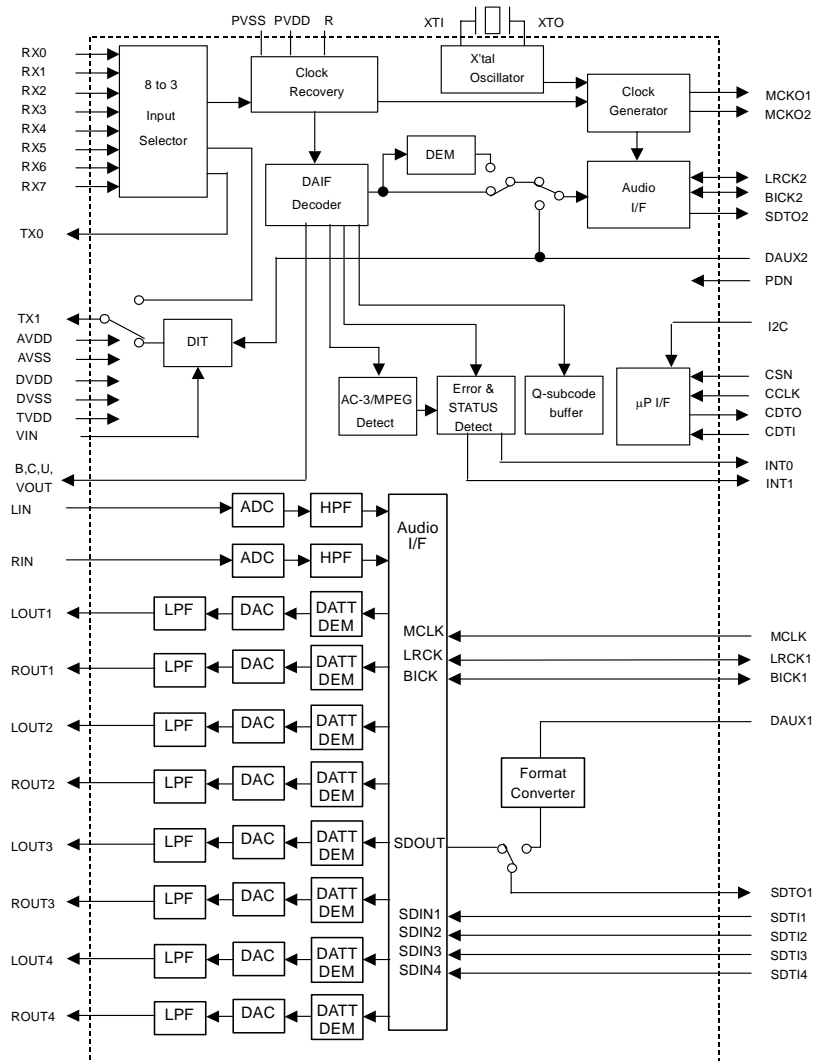 PVSS PVDD R
XTI XTO
RX0
RX1
RX2
RX3
RX4
RX5
RX6
RX7
8 to 3
Input
Selector
Clock
Recovery
X'tal
Oscillator
Clock
Generator
MCKO1
MCKO2
DEM
DAIF
Decoder
Audio
I/F
LRCK2
BICK2
SDTO2
TX0
DAUX2
PDN
TX1
AVDD
AVSS
DVDD
DVSS
TVDD
VIN
DIT
I2C
CSN
CCLK
CDTO
CDTI
µP I/F
AC-3/MPEG
Detect
Error &
STATUS
Detect
Q-subcode
buffer
INT0
INT1
B,C,U,
VOUT
LIN
ADC
HPF
Audio
I/F
RIN
ADC
HPF
LOUT1
LPF
DAC
DATT
DEM
MCLK
MCLK
LRCK
LRCK1
BICK
BICK1
ROUT1
LPF
DAC
DATT
DEM
LOUT2
LPF
DAC
DATT
DEM
DAUX1
ROUT2
LPF
DAC
DATT
DEM
Format
Converter
LOUT3
LPF
DAC
DATT
DEM
SDOUT
ROUT3
LPF
DAC
DATT
DEM
SDTO1
SDIN1
SDTI1
SDIN2
SDTI2
SDIN3
SDTI3
SDIN4
SDTI4
LOUT4
LPF
DAC
DATT
DEM
ROUT4
LPF
DAC
DATT
DEM